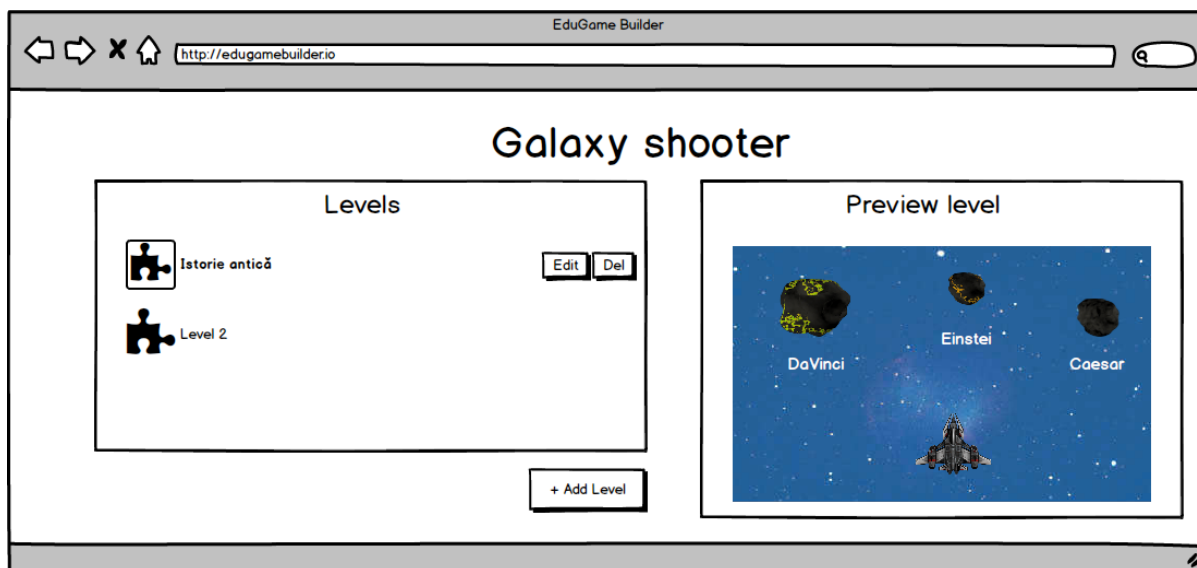 EduGame Builder
http://edugamebuilder.io
Galaxy shooter
Levels
Istorie antică
Edit
Del
Level 2
+ Add Level
Preview level
Einstei
DaVinci
Caesar